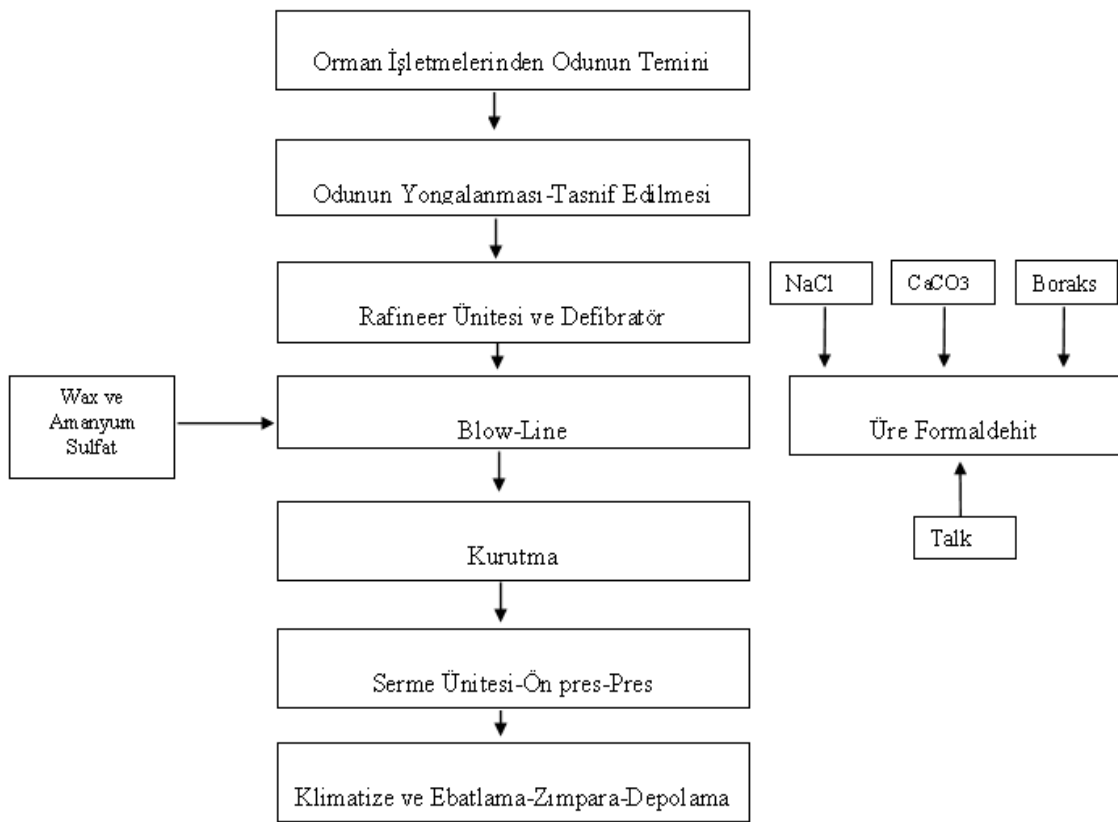 Orman İşletmelerinden Odunun Temini
Odunun Yongalanması-Tasnif Edilmesi
Rafineer Ünitesi ve Defibratör
NaCl
CaCO3
Boraks
Wax ve
Amanyum
Sulfat
Blow-Line
Üre Formaldehit
Kurutma
Talk
Serme Ünitesi-Ön pres-Pres
Klimatize ve Ebatlama-Zımpara-Depolama